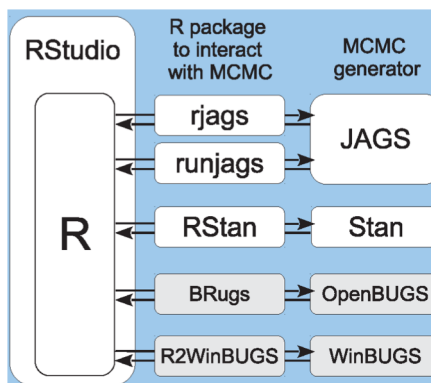 RStudio
R package
to interact
with MCMC
MCMC
generator
R
rjags
runjags
JAGS
RStan
Stan
BRugs
OpenBUGS
R2WinBUGS
WinBUGS